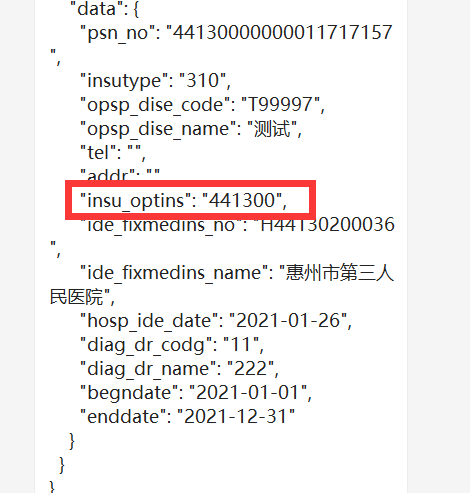 "data": {
"psn_no": "44130000000011717157
",
"insutype": "310",
"opsp_dise_code": "T99997",
"opsp_dise_name": "测试",
"tel": "",
"addr": ""
"insu_optins": "441300",
"ide_fixmedins_no": "H44130200036
",
"ide_fixmedins_name": "惠州市第三人
民医院",
"hosp_ide_date": "2021-01-26",
"diag_dr_codg": "11",
"diag_dr_name": "222",
"begndate": "2021-01-01",
"enddate": "2021-12-31"
}
}
}